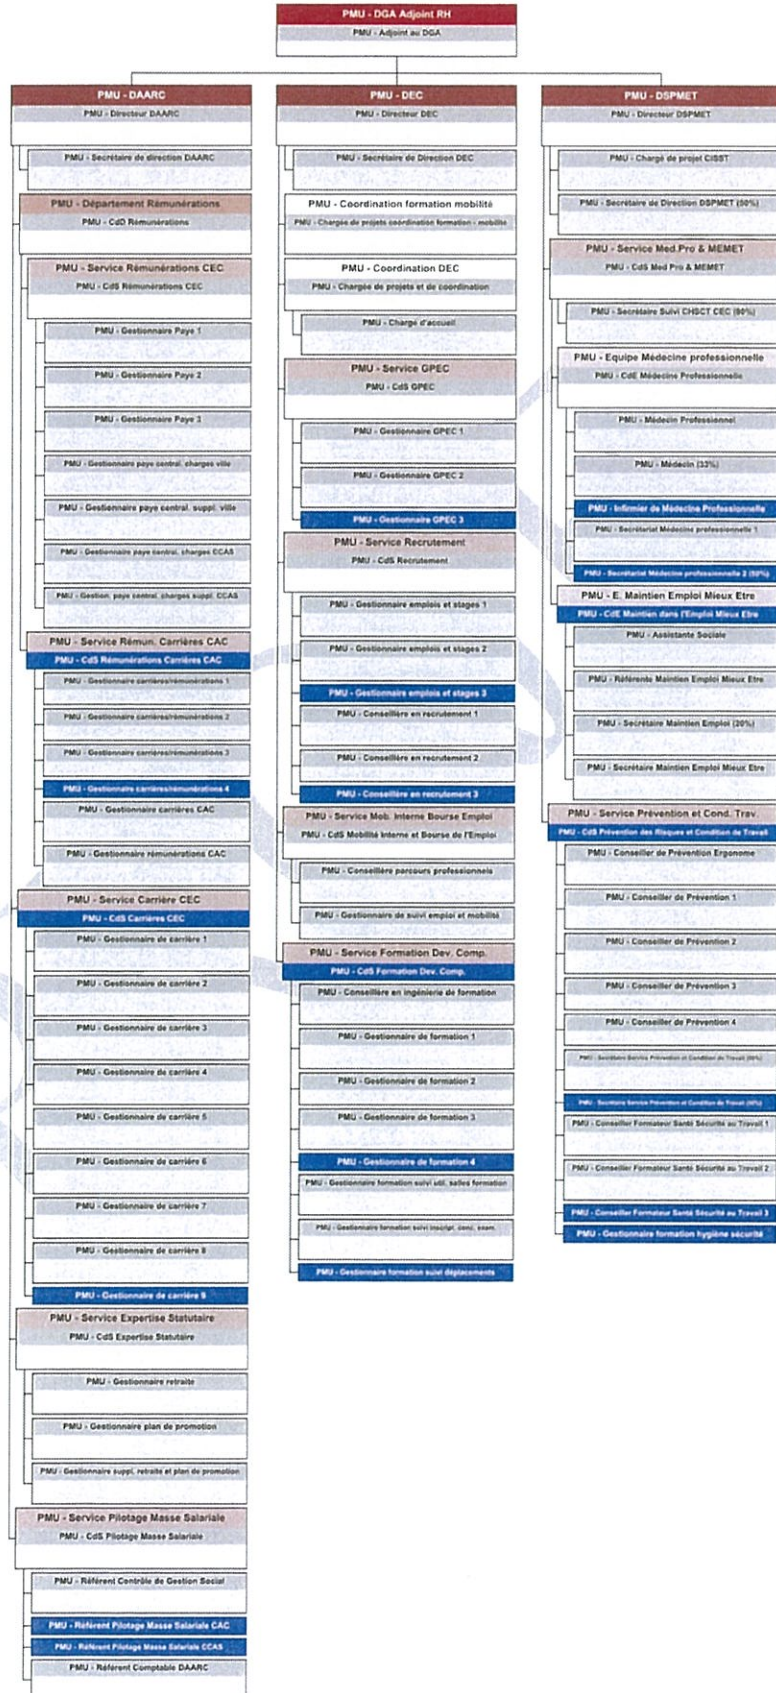 PMU - DGA Adjoint RH
PMU - Adjoint au DGA
PMU - DAARC
PMU - Directeur DAARC
PMU - Secrétaire de direction DAARC
PMU - Département Rémunérations
PMU - CdD Rémunérations
PMU - Service Rémunérations CEC
PMU - CdS Rémunérations CEC
PMU - Gestionnaire Paye 1
PMU - Gestionnaire Paye 2
PMU - Gestionnaire Paye 3
PMU - Gestionnaire paye central. charges ville
PMU - Gestionnaire paye central. suppl. ville
PMU - Gestionnaire paye central. charges CCAS
PMU - Gestion. paye central. charges suppl. CCAS
PMU - Service Rémun. Carrières CAC
PMU - CdS Rémunérations Carrières CAC
PMU - Gestionnaire carrières/rémunérations 1
PMU - Gestionnaire carrières/rémunérations 2
PMU - Gestionnaire carrières/rémunérations 3
PMU - Gestionnaire carrières/rémunérations 4
PMU - Gestionnaire carrières CAC
PMU - Gestionnaire rémunérations CAC
PMU - Service Carrière CEC
PMU - CdS Carrières CEC
PMU - Gestionnaire de carrière 1
PMU - Gestionnaire de carrière 2
PMU - Gestionnaire de carrière 3
PMU - Gestionnaire de carrière 4
PMU - Gestionnaire de carrière 5
PMU - Gestionnaire de carrière 6
PMU - Gestionnaire de carrière 7
PMU - Gestionnaire de carrière 8
PMU - Gestionnaire de carrière 9
PMU - Service Expertise Statutaire
PMU - CdS Expertise Statutaire
PMU - Gestionnaire retraite
PMU - Gestionnaire plan de promotion
PMU - Gestionnaire suppl. retraite et plan de promotion
PMU - Service Pilotage Masse Salariale
PMU - CdS Pilotage Masse Salariale
PMU - Référent Contrôle de Gestion Social
PMU - Référent Pilotage Masse Salariale CAC
PMU - Référent Pilotage Masse Salariale CCAS
PMU - Référent Comptable DAARC
PMU - DEC
PMU - Directeur DEC
PMU - Secrétaire de Direction DEC
PMU - Coordination formation mobilité
PMU - Chargée de projets coordination formation - mobilité
PMU - Coordination DEC
PMU - Chargée de projets et de coordination
PMU - Chargé d'accueil
PMU - Service GPEC
PMU - CdS GPEC
PMU - Gestionnaire GPEC 1
PMU - Gestionnaire GPEC 2
PMU - Gestionnaire GPEC 3
PMU - Service Recrutement
PMU - CdS Recrutement
PMU - Gestionnaire emplois et stages 1
PMU - Gestionnaire emplois et stages 2
PMU - Gestionnaire emplois et stages 3
PMU - Conseillère en recrutement 1
PMU - Conseillère en recrutement 2
PMU - Conseillère en recrutement 3
PMU - Service Mob. Interne Bourse Emploi
PMU - CdS Mobilité Interne et Bourse de l'Emploi
PMU - Conseillère parcours professionnels
PMU - Gestionnaire de suivi emploi et mobilité
PMU - Service Formation Dev. Comp.
PMU - CdS Formation Dev. Comp.
PMU - Conseillère en ingénierie de formation
PMU - Gestionnaire de formation 1
PMU - Gestionnaire de formation 2
PMU - Gestionnaire de formation 3
PMU - Gestionnaire de formation 4
PMU - Gestionnaire formation suivi util. salles formation
PMU - Gestionnaire formation suivi inscript. conc. exam.
PMU - Gestionnaire formation suivi déplacements
PMU - DSPMET
PMU - Directeur DSPMET
PMU - Chargé de projet CISST
PMU - Secrétaire de Direction DSPMET (50%)
PMU - Service Med.Pro & MEMET
PMU - CdS Med Pro & MEMET
PMU - Secrétaire Suivi CHSCT CEC (80%)
PMU - Equipe Médecine professionnelle
PMU - CdE Médecine Professionnelle
PMU - Médecin Professionnel
PMU - Médecin (33%)
PMU - Infirmier de Médecine Professionnelle
PMU - Secrétariat Médecine professionnelle 1
PMU - Secrétariat Médecine professionnelle 2 (50%)
PMU - E. Maintien Emploi Mieux Etre
PMU - CdE Maintien dans l'Emploi Mieux Etre
PMU - Assistante Sociale
PMU - Référente Maintien Emploi Mieux Etre
PMU - Secrétaire Maintien Emploi (20%)
PMU - Secrétaire Maintien Emploi Mieux Etre
PMU - Service Prévention et Cond. Trav.
PMU - CdS Prévention des Risques et Condition de Travail
PMU - Conseiller de Prévention Ergonome
PMU - Conseiller de Prévention 1
PMU - Conseiller de Prévention 2
PMU - Conseiller de Prévention 3
PMU - Conseiller de Prévention 4
PMU - Secrétaire Service Prévention et Condition de Travail (50%)
PMU - Secrétaire Service Prévention et Condition de Travail (50%)
PMU - Conseiller Formateur Santé Sécurité au Travail 1
PMU - Conseiller Formateur Santé Sécurité au Travail 2
PMU - Conseiller Formateur Santé Sécurité au Travail 3
PMU - Gestionnaire formation hygiène sécurité